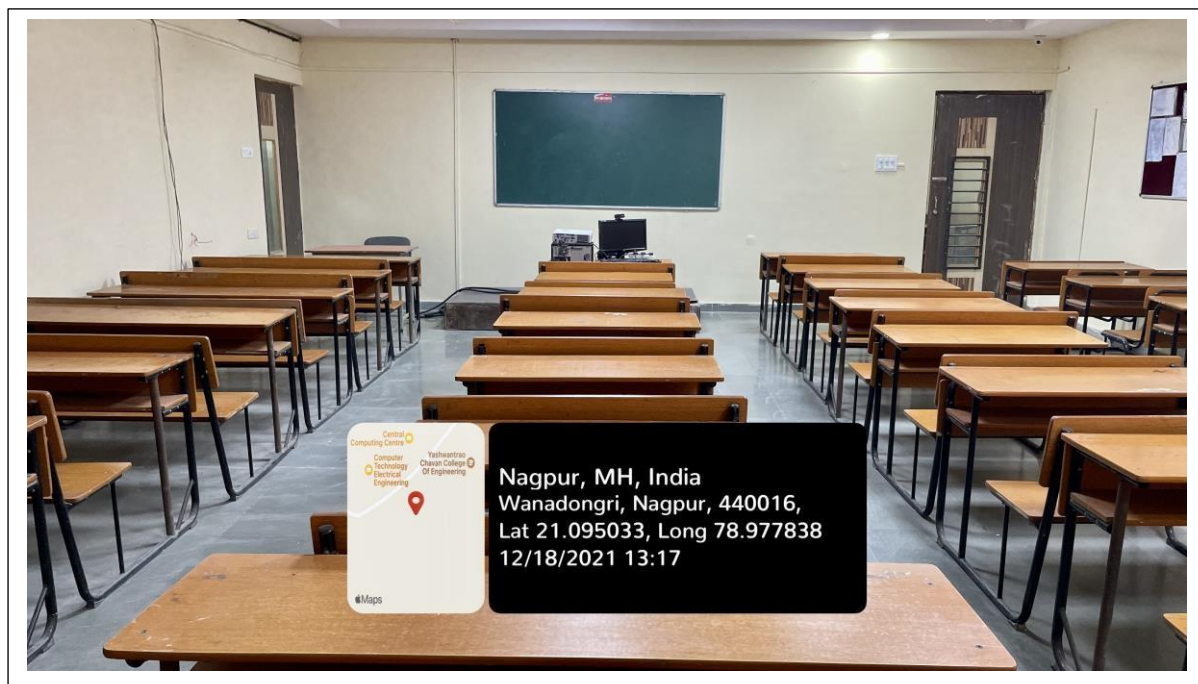 Central
Computing Centre
Computer
Technology
Electrical
Engineering
Yashwantrao
Chavan College
Of Engineering
Maps
Nagpur, MH, India
Wanadongri, Nagpur, 440016,
Lat 21.095033, Long 78.977838
12/18/2021 13:17